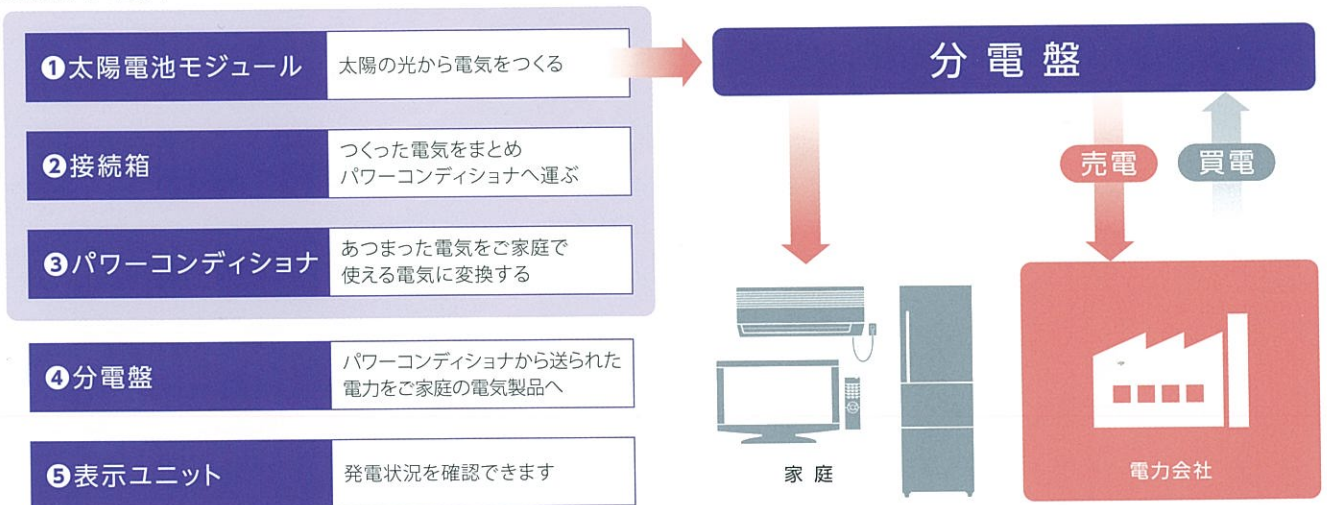 ❶太陽電池モジュール
太陽の光から電気をつくる
❷接続箱
つくった電気をまとめ
パワーコンディショナへ運ぶ
❸パワーコンディショナ
あつまった電気をご家庭で
使える電気に変換する
❹分電盤
パワーコンディショナから送られた
電力をご家庭の電気製品へ
❺表示ユニット
発電状況を確認できます
分電盤
売電
買電
家庭
電力会社